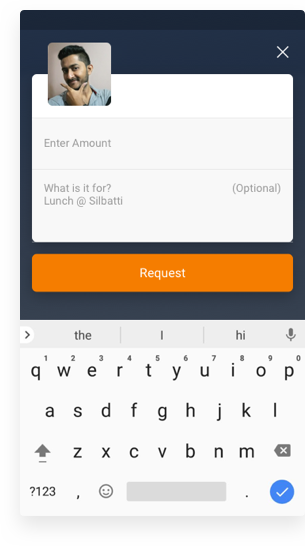 Enter Amount
What is it for? (Optional)
Lunch @ Silbatti
Request
the I hi
1 2 3 4 5 6 7 8 9 0
q w e r t y u i o p
a s d f g h j k l
z x c v b n m
?123 , .